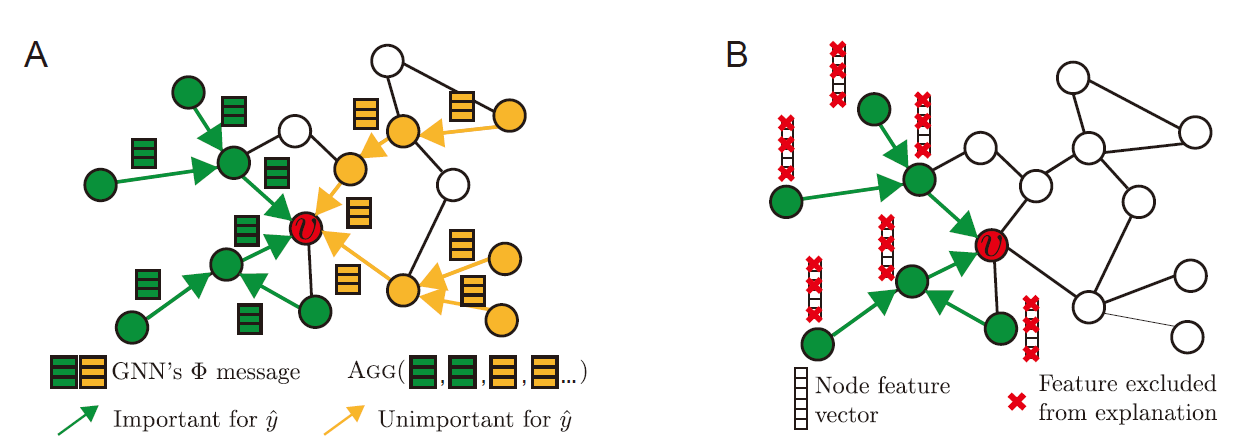 A
B
v
v
GNN's Φ message
AGG( , , , ...)
Important for ŷ
Unimportant for ŷ
Node feature
vector
Feature excluded
from explanation